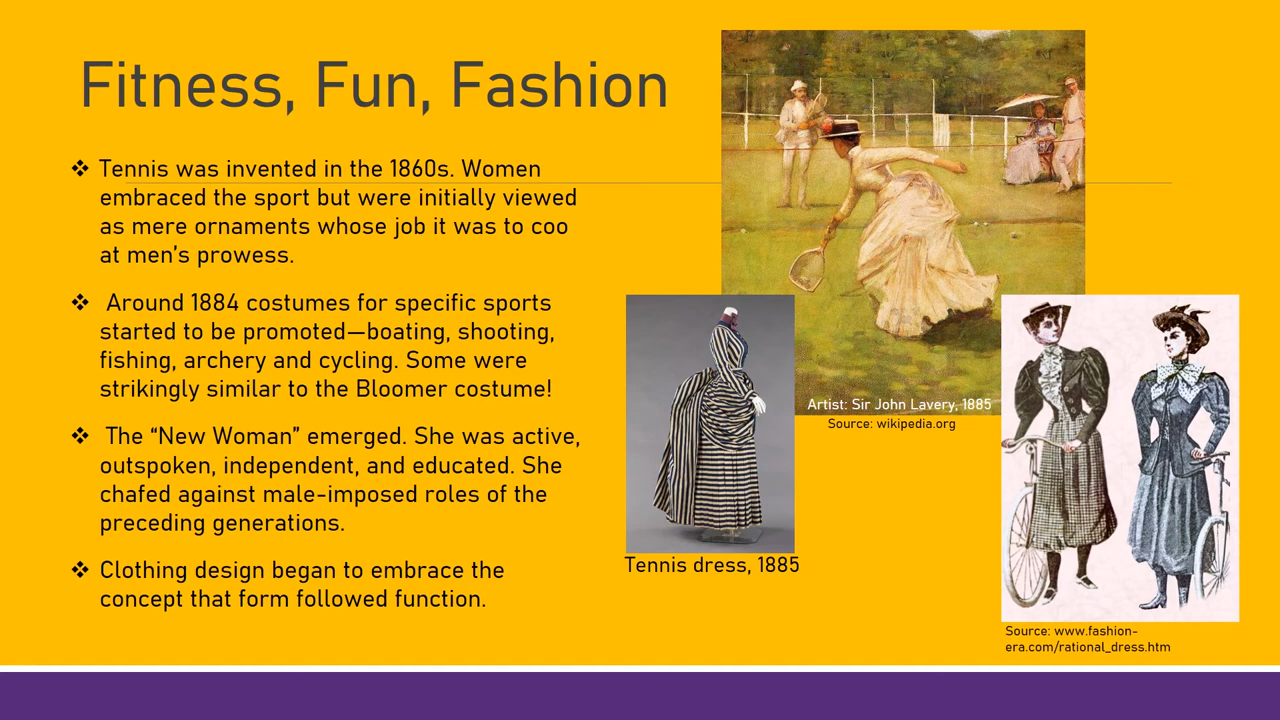 Fitness, Fun, Fashion
❖ Tennis was invented in the 1860s. Women
embraced the sport but were initially viewed
as mere ornaments whose job it was to coo
at men’s prowess.
❖ Around 1884 costumes for specific sports
started to be promoted—boating, shooting,
fishing, archery and cycling. Some were
strikingly similar to the Bloomer costume!
❖ The “New Woman” emerged. She was active,
outspoken, independent, and educated. She
chafed against male-imposed roles of the
preceding generations.
❖ Clothing design began to embrace the
concept that form followed function.
Artist: Sir John Lavery, 1885
Source: wikipedia.org
Tennis dress, 1885
Source: www.fashion-
era.com/rational_dress.htm